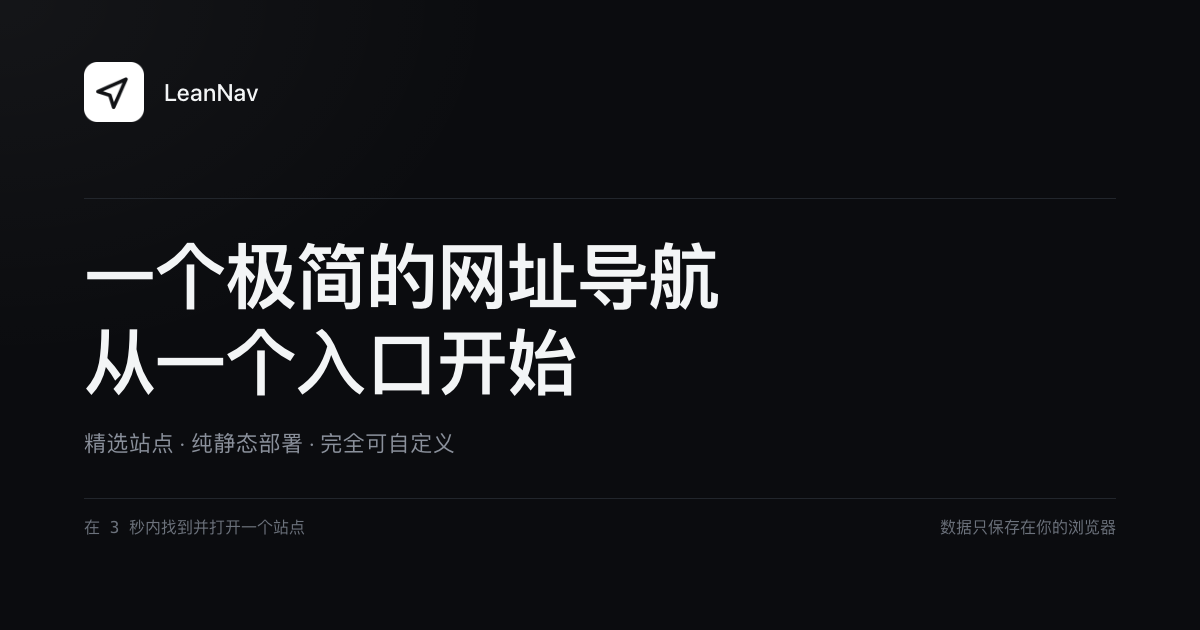 LeanNav
一个极简的网址导航
从一个入口开始
精选站点 · 纯静态部署 · 完全可自定义
在 3 秒内找到并打开一个站点
数据只保存在你的浏览器